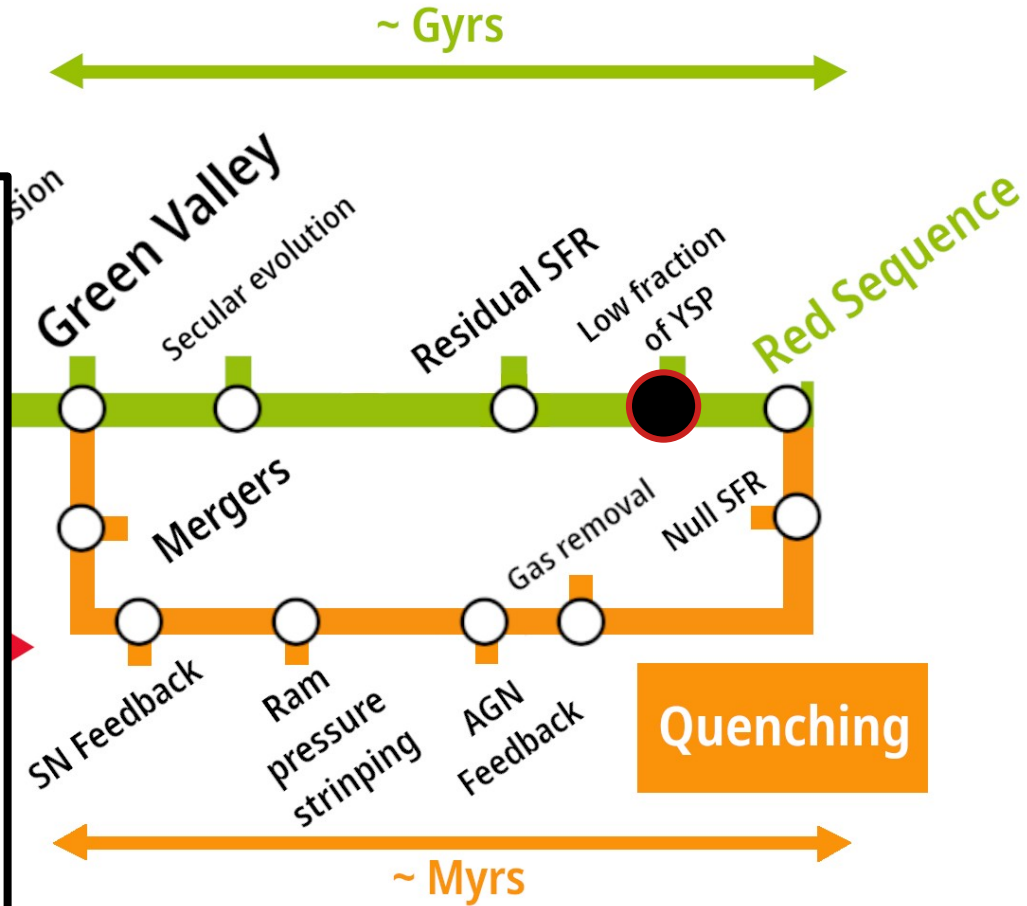 ~ Gyrs
sion
Green Valley
Secular evolution
Residual SFR
Low fraction
of YSP
Red Sequence
Mergers
Gas removal
Null SFR
SN Feedback
Ram
pressure
strinping
AGN
Feedback
Quenching
~ Myrs